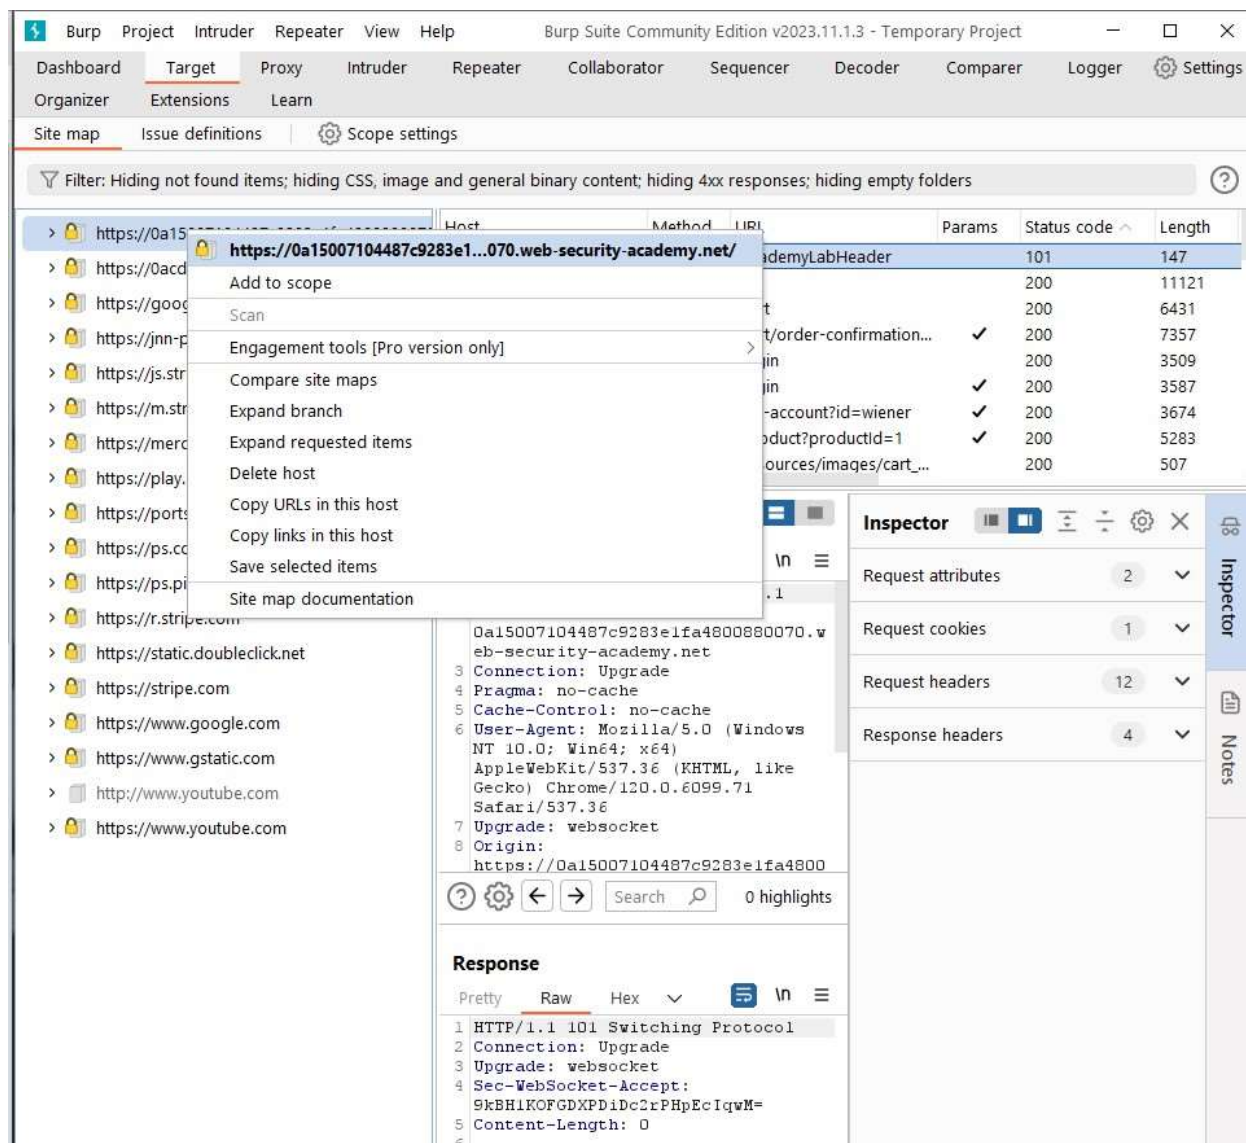 Burp Project Intruder Repeater View Help Burp Suite Community Edition v2023.11.1.3 - Temporary Project
Dashboard Target Proxy Intruder Repeater Collaborator Sequencer Decoder Comparer Logger Settings
Organizer Extensions Learn
Site map Issue definitions Scope settings
Filter: Hiding not found items; hiding CSS, image and general binary content; hiding 4xx responses; hiding empty folders
https://0a15
https://0acd
https://goog
https://jnn-p
https://js.str
https://m.str
https://merc
https://play.
https://ports
https://ps.cc
https://ps.pi
https://r.stripe.com
https://static.doubleclick.net
https://stripe.com
https://www.google.com
https://www.gstatic.com
http://www.youtube.com
https://www.youtube.com
https://0a15007104487c9283e1...070.web-security-academy.net/
Add to scope
Scan
Engagement tools [Pro version only]
Compare site maps
Expand branch
Expand requested items
Delete host
Copy URLs in this host
Copy links in this host
Save selected items
Site map documentation
Host Method URL Params Status code Length
ademyLabHeader 101 147
200 11121
t 200 6431
t/order-confirmation... ✓ 200 7357
gin 200 3509
gin ✓ 200 3587
-account?id=wiener ✓ 200 3674
oduct?productId=1 ✓ 200 5283
ources/images/cart_... 200 507
\n
.1
0a15007104487c9283e1fa4800880070.w
eb-security-academy.net
3 Connection: Upgrade
4 Pragma: no-cache
5 Cache-Control: no-cache
6 User-Agent: Mozilla/5.0 (Windows
NT 10.0; Win64; x64)
AppleWebKit/537.36 (KHTML, like
Gecko) Chrome/120.0.6099.71
Safari/537.36
7 Upgrade: websocket
8 Origin:
https://0a15007104487c9283e1fa4800
Search 0 highlights
Response
Pretty Raw Hex \n
1 HTTP/1.1 101 Switching Protocol
2 Connection: Upgrade
3 Upgrade: websocket
4 Sec-WebSocket-Accept:
9kBH1KOFGDXPDiDc2rPHpEcIqwM=
5 Content-Length: 0
Inspector
Request attributes 2
Request cookies 1
Request headers 12
Response headers 4
Inspector
Notes